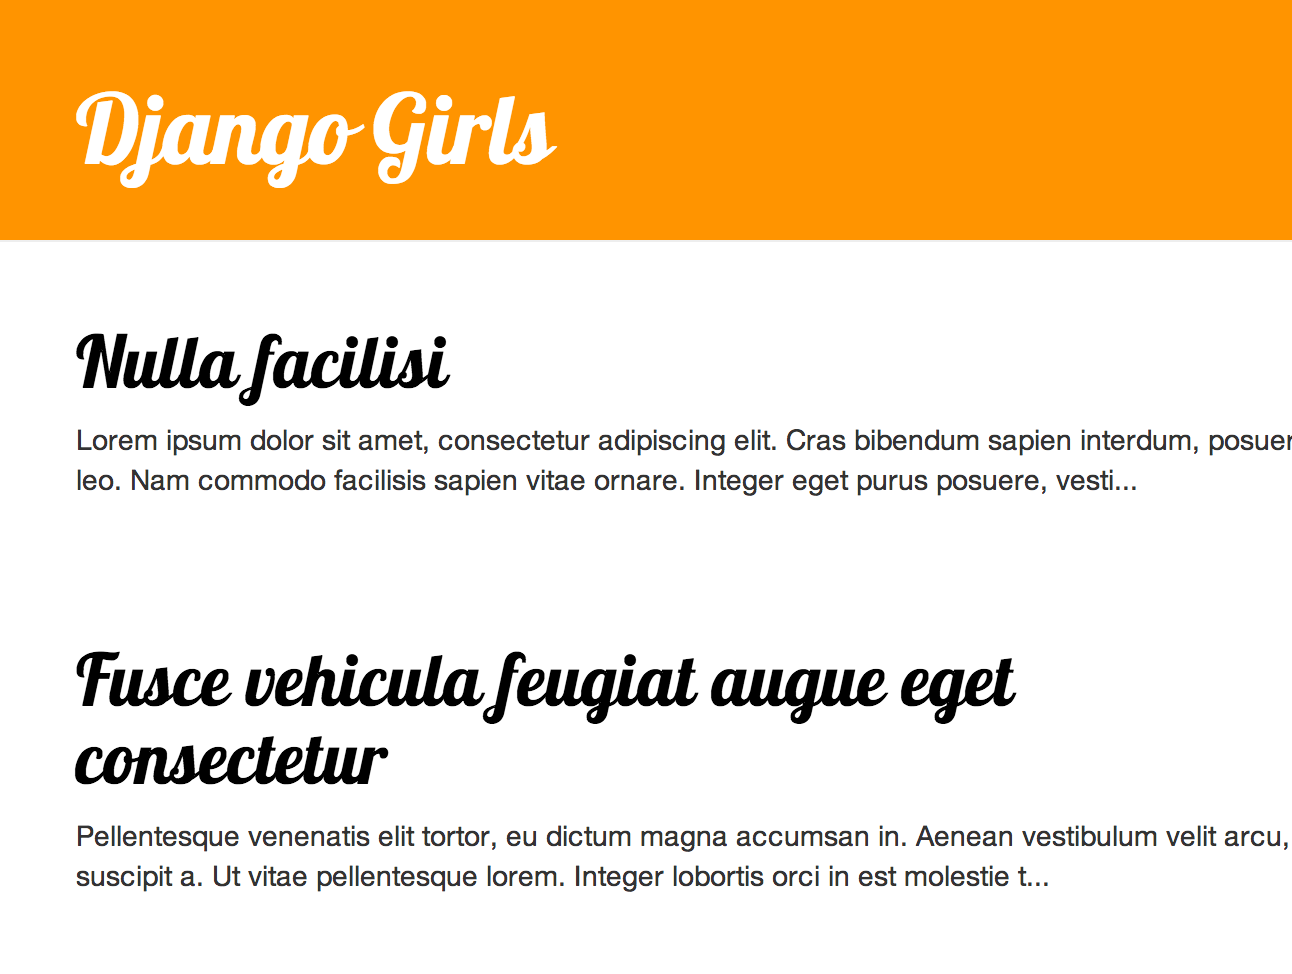 Django Girls
Nulla facilisi
Lorem ipsum dolor sit amet, consectetur adipiscing elit. Cras bibendum sapien interdum, posuer
leo. Nam commodo facilisis sapien vitae ornare. Integer eget purus posuere, vesti...
Fusce vehicula feugiat augue eget
consectetur
Pellentesque venenatis elit tortor, eu dictum magna accumsan in. Aenean vestibulum velit arcu,
suscipit a. Ut vitae pellentesque lorem. Integer lobortis orci in est molestie t...